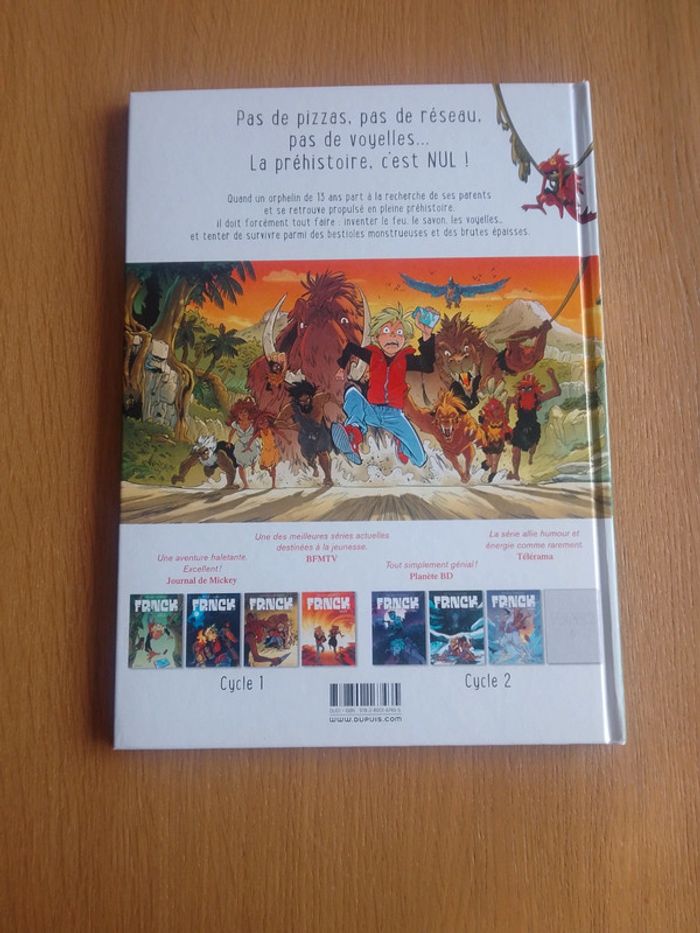 Pas de pizzas, pas de réseau,
pas de voyelles...
La préhistoire, c'est NUL !
Quand un orphelin de 13 ans part à la recherche de ses parents
et se retrouve propulsé en pleine préhistoire,
il doit forcément tout faire : inventer le feu, le savon, les voyelles...
et tenter de survivre parmi des bestioles monstrueuses et des brutes épaisses.
Une aventure haletante.
Excellent !
Journal de Mickey
Une des meilleures séries actuelles
destinées à la jeunesse.
BFMTV
Tout simplement génial !
Planète BD
La série allie humour et
énergie comme rarement.
Télérama
FRNCK
FRNCK
FRNCK
FRNCK
FRNCK
FRNCK
FRNCK
Cycle 1
Cycle 2
www.dupuis.com